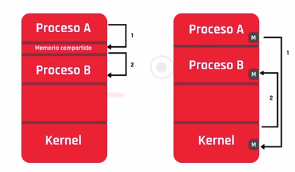 Proceso A
1
Memoria compartida
2
Proceso B
Kernel
Proceso A
M
1
Proceso B
M
2
Kernel
M